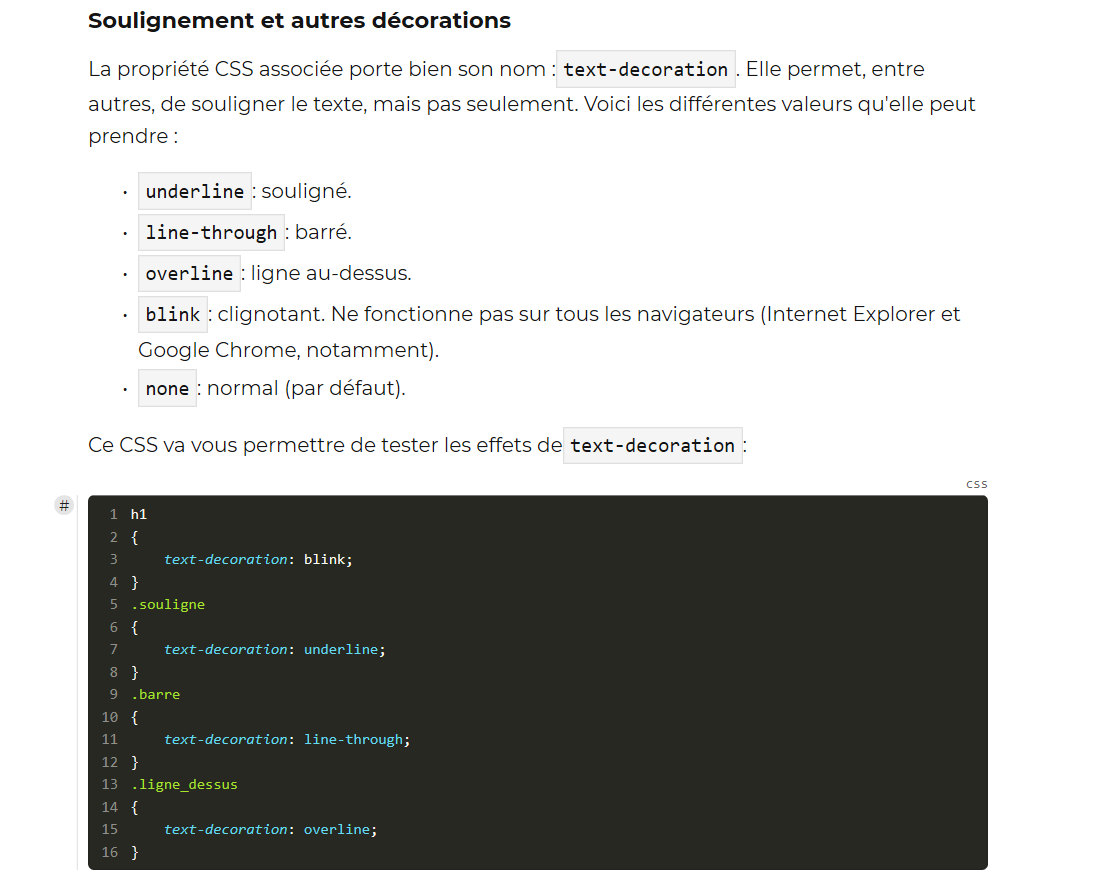 Soulignement et autres décorations
La propriété CSS associée porte bien son nom : text-decoration . Elle permet, entre
autres, de souligner le texte, mais pas seulement. Voici les différentes valeurs qu'elle peut
prendre :
• underline : souligné.
• line-through : barré.
• overline : ligne au-dessus.
• blink : clignotant. Ne fonctionne pas sur tous les navigateurs (Internet Explorer et
Google Chrome, notamment).
• none : normal (par défaut).
Ce CSS va vous permettre de tester les effets de text-decoration :
CSS
#
1 h1
2 {
3     text-decoration: blink;
4 }
5 .souligne
6 {
7     text-decoration: underline;
8 }
9 .barre
10 {
11     text-decoration: line-through;
12 }
13 .ligne_dessus
14 {
15     text-decoration: overline;
16 }